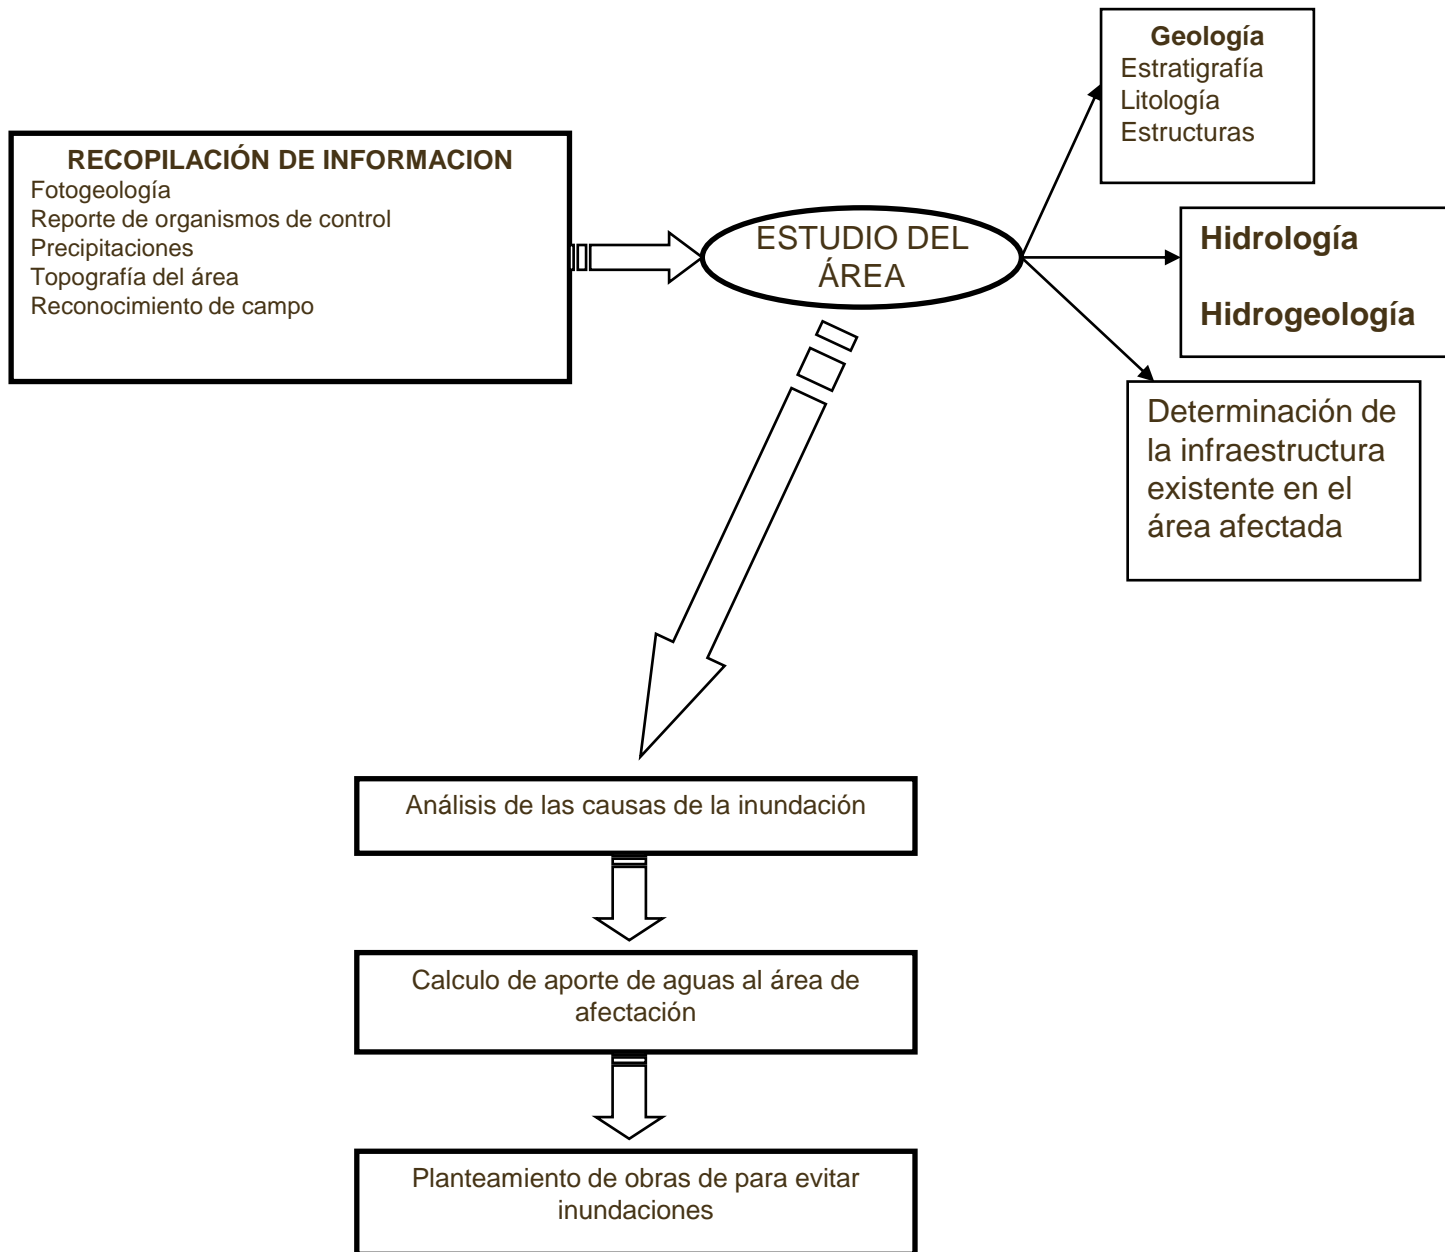 RECOPILACIÓN DE INFORMACION
Fotogeología
Reporte de organismos de control
Precipitaciones
Topografía del área
Reconocimiento de campo
ESTUDIO DEL
ÁREA
Geología
Estratigrafía
Litología
Estructuras
Hidrología
Hidrogeología
Determinación de
la infraestructura
existente en el
área afectada
Análisis de las causas de la inundación
Calculo de aporte de aguas al área de
afectación
Planteamiento de obras de para evitar
inundaciones